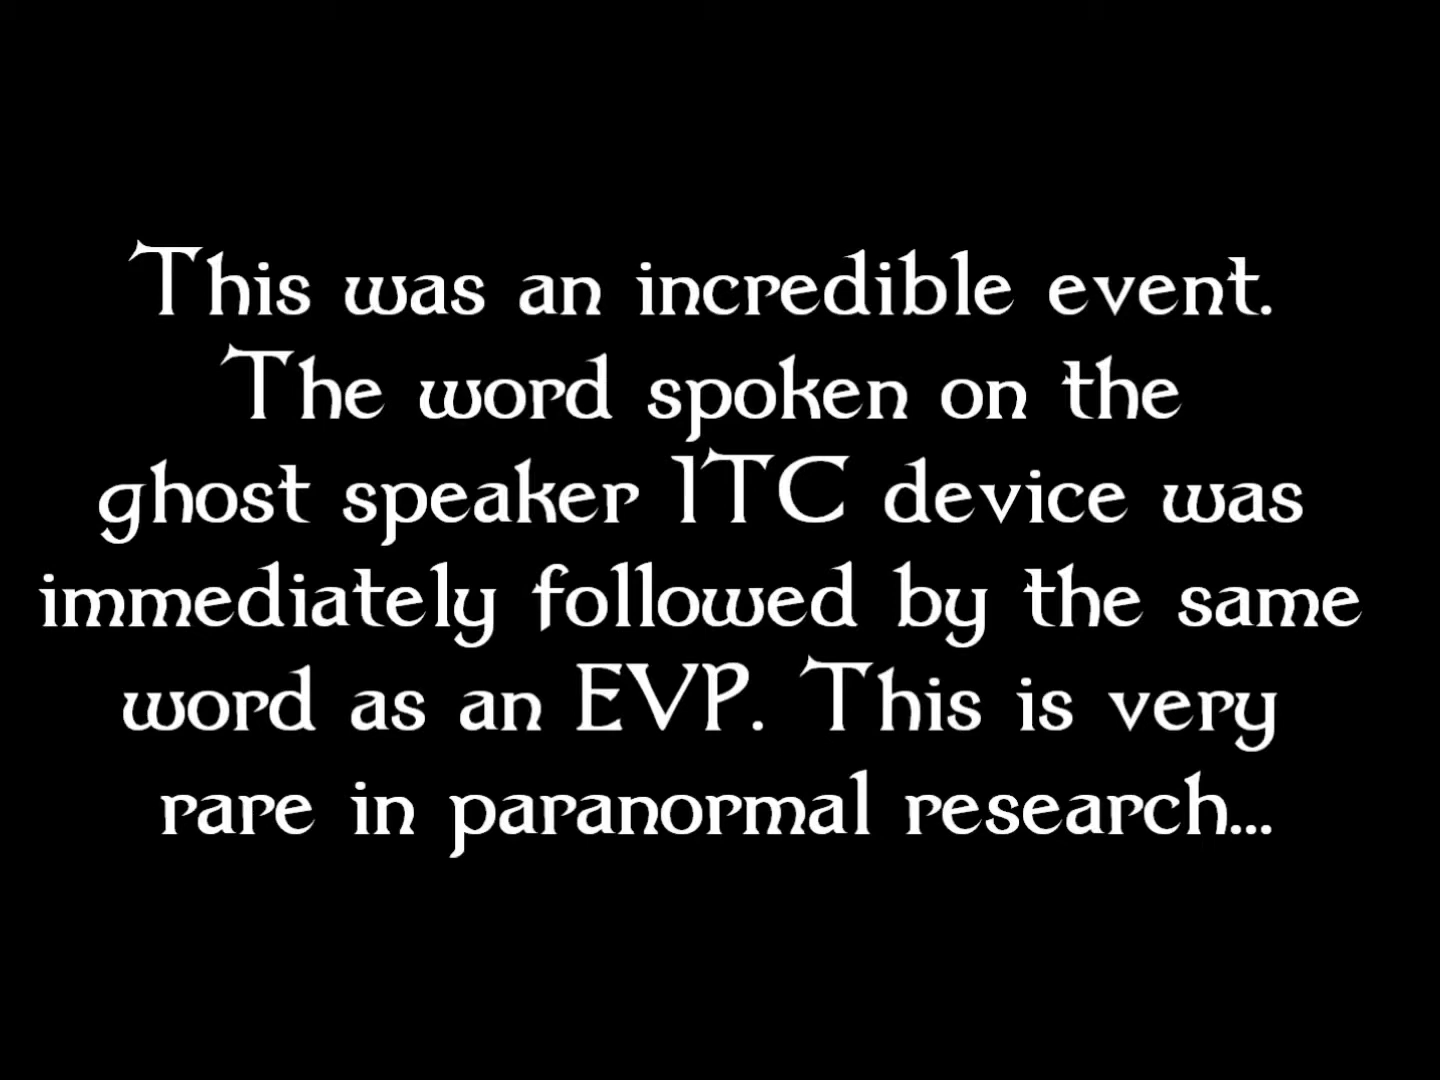 This was an incredible event.
The word spoken on the
ghost speaker ITC device was
immediately followed by the same
word as an EVP. This is very
rare in paranormal research...